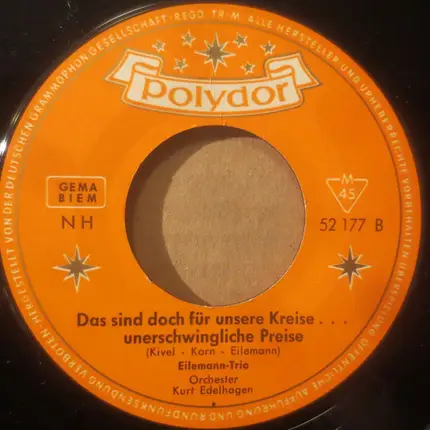 HERGESTELLT VON DER DEUTSCHEN GRAMMOPHON-GESELLSCHAFT · REGD. TR-M. ALLE HERSTELLER UND URHEBERRECHTE VORBEHALTEN ÜBERSPIELUNG, ÖFFENTLICHE AUFFÜHRUNG UND RUNDFUNKSENDUNG VERBOTEN.
Polydor
GEMA
BIEM
NH
M
45
52 177 B
Das sind doch für unsere Kreise . . .
unerschwingliche Preise
(Kivel - Korn - Eilemann)
Eilemann-Trio
Orchester
Kurt Edelhagen